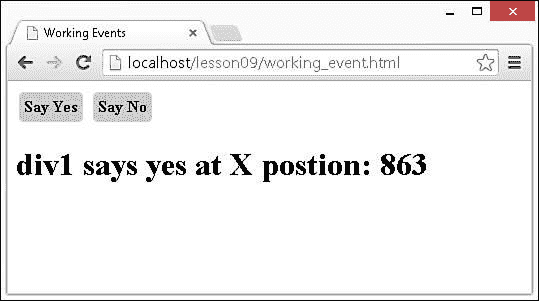 Working Events
localhost/lesson09/working_event.html
Say Yes Say No
div1 says yes at X postion: 863